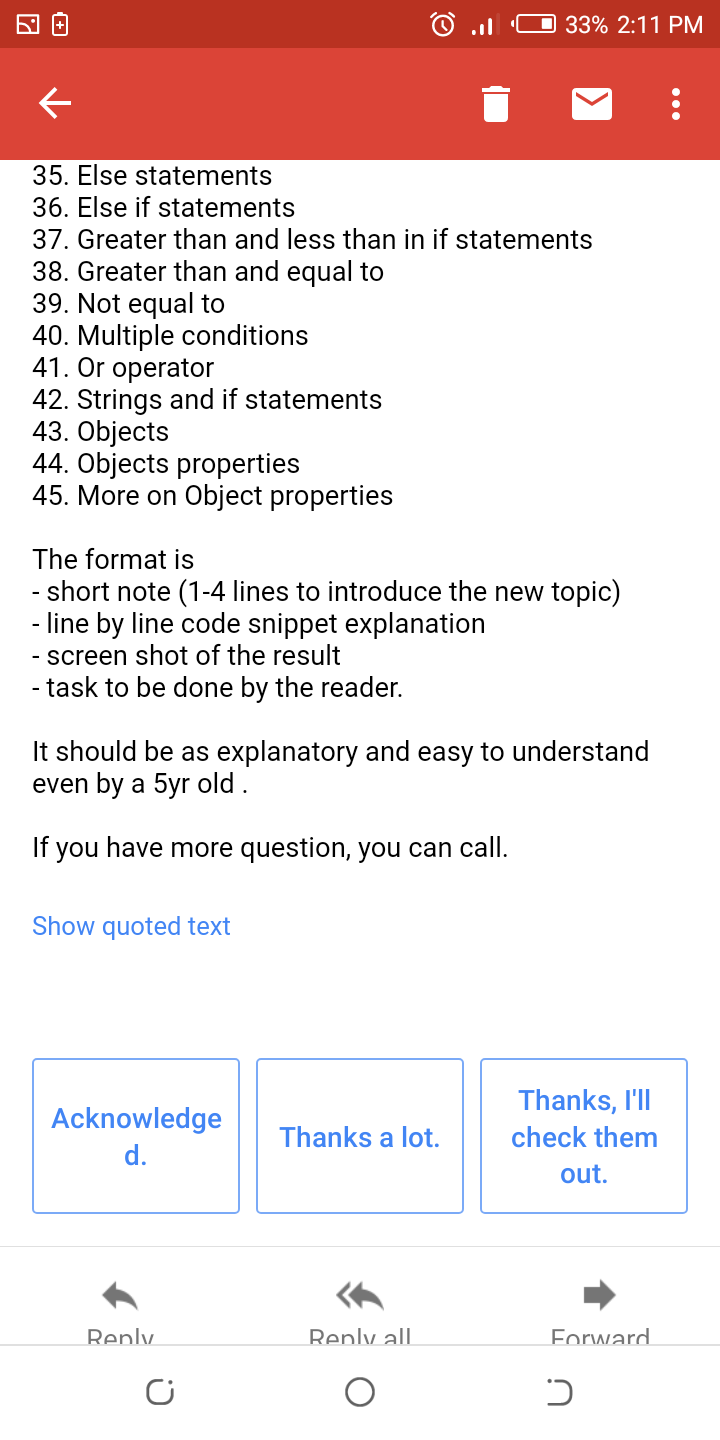 33% 2:11 PM
35. Else statements
36. Else if statements
37. Greater than and less than in if statements
38. Greater than and equal to
39. Not equal to
40. Multiple conditions
41. Or operator
42. Strings and if statements
43. Objects
44. Objects properties
45. More on Object properties
The format is
- short note (1-4 lines to introduce the new topic)
- line by line code snippet explanation
- screen shot of the result
- task to be done by the reader.
It should be as explanatory and easy to understand
even by a 5yr old .
If you have more question, you can call.
Show quoted text
Acknowledge
d.
Thanks a lot.
Thanks, I'll
check them
out.
Reply
Reply all
Forward